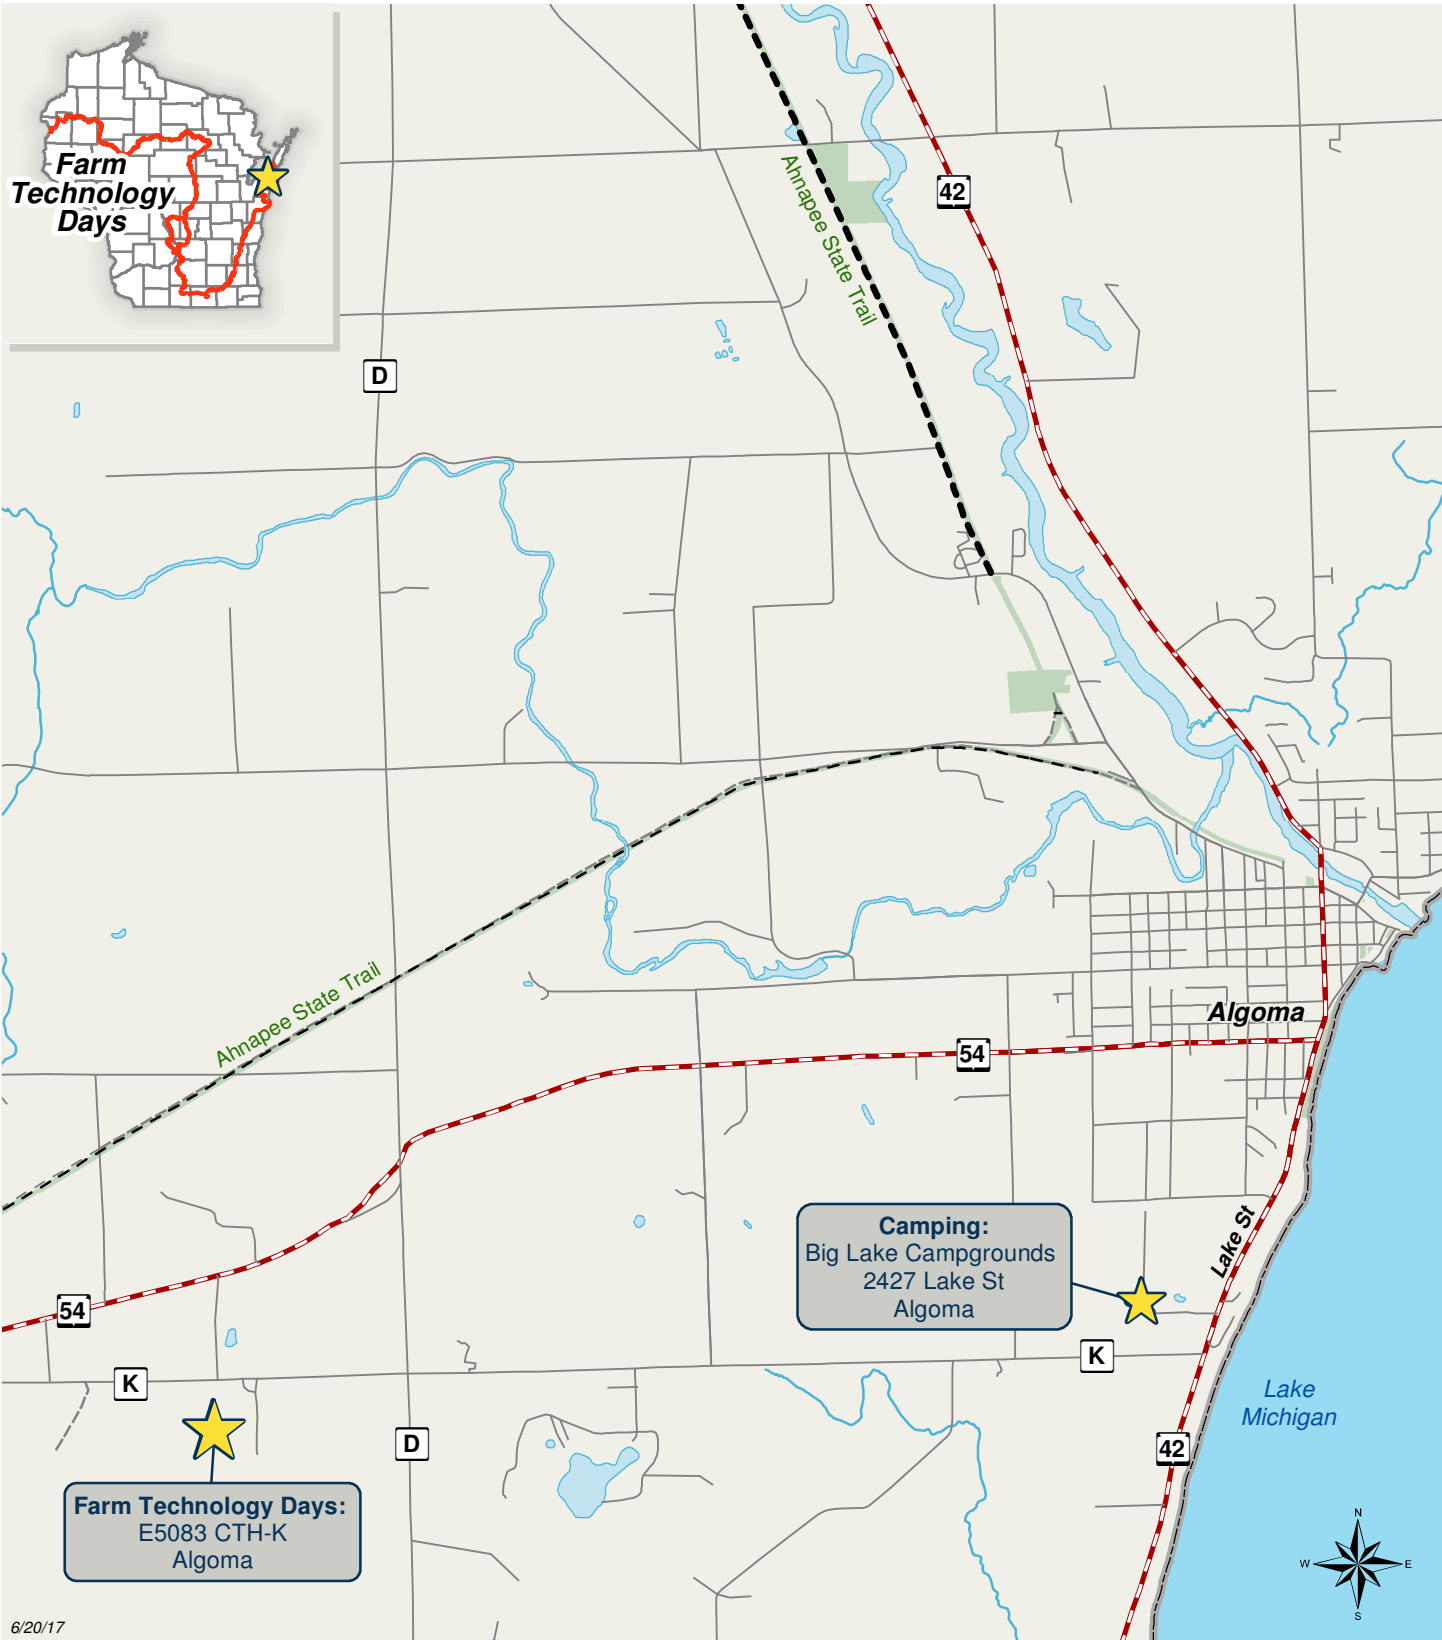 Farm
Technology
Days
42
Ahnapee State Trail
D
Ahnapee State Trail
Algoma
54
Lake St
Camping:
Big Lake Campgrounds
2427 Lake St
Algoma
54
K
K
Lake
Michigan
D
42
Farm Technology Days:
E5083 CTH-K
Algoma
N
W
E
S
6/20/17